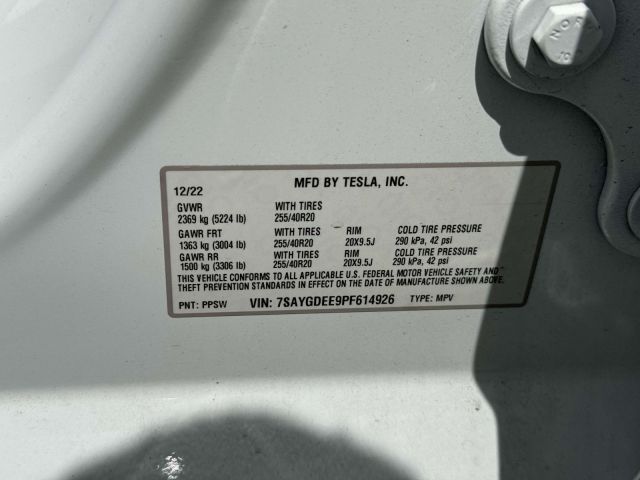 NOR
10
12/22 MFD BY TESLA, INC.
GVWR WITH TIRES
2369 kg (5224 lb) 255/40R20
GAWR FRT WITH TIRES RIM COLD TIRE PRESSURE
1363 kg (3004 lb) 255/40R20 20X9.5J 290 kPa, 42 psi
GAWR RR WITH TIRES RIM COLD TIRE PRESSURE
1500 kg (3306 lb) 255/40R20 20X9.5J 290 kPa, 42 psi
THIS VEHICLE CONFORMS TO ALL APPLICABLE U.S. FEDERAL MOTOR VEHICLE SAFETY AND
THEFT PREVENTION STANDARDS IN EFFECT ON THE DATE OF MANUFACTURE SHOWN ABOVE.
PNT: PPSW VIN: 7SAYGDEE9PF614926 TYPE: MPV